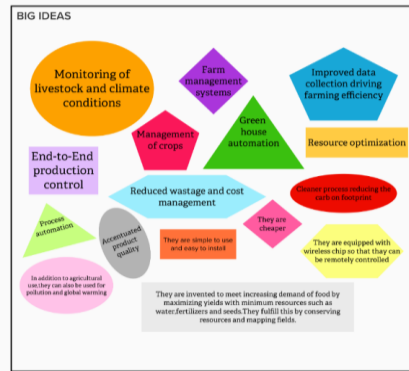 BIG IDEAS
Monitoring of
livestock and climate
conditions
Farm
management
systems
Improved data
collection driving
farming efficiency
Management
of crops
Green
house
automation
Resource optimization
End-to-End
production
control
Reduced wastage and cost
management
Cleaner process reducing the
carb on footprint
Process
automation
Accentuated
product
quality
They are simple to use
and easy to install
They are
cheaper
They are equipped with
wireless chip so that thay can
be remotely controlled
In addition to agricultural
use,they can also be used for
pollution and global warming
They are invented to meet increasing demand of food by
maximizing yields with minimum resources such as
water,fertilizers and seeds.They fulfill this by conserving
resources and mapping fields.